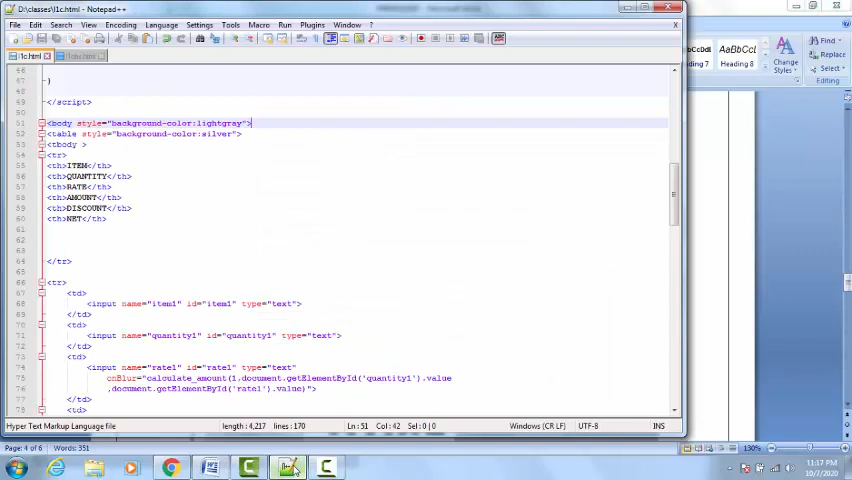 D:\classes\l1c.html - Notepad++
File Edit Search View Encoding Language Settings Tools Macro Run Plugins Window ?
X
l1c.html
ABC
AaBbCcDdl AaBbCcl
Heading 7 Heading 8
Change
Styles
Find
Replace
Select
Editing
46
47 }
48
49 </script>
50
51 <body style="background-color:lightgray">
52 <table style="background-color:silver">
53 <tbody >
54 <tr>
55 <th>ITEM</th>
56 <th>QUANTITY</th>
57 <th>RATE</th>
58 <th>AMOUNT</th>
59 <th>DISCOUNT</th>
60 <th>NET</th>
61
62
63
64 </tr>
65
66 <tr>
67 <td>
68 <input name="item1" id="item1" type="text">
69 </td>
70 <td>
71 <input name="quantity1" id="quantity1" type="text">
72 </td>
73 <td>
74 <input name="rate1" id="rate1" type="text"
75 onBlur="calculate_amount(1,document.getElementById('quantity1').value
76 ,document.getElementById('rate1').value)">
77 </td>
78 <td>
Hyper Text Markup Language file length : 4,217 lines : 170 Ln : 51 Col : 42 Sel : 0 | 0 Windows (CR LF) UTF-8 INS
Page: 4 of 6 Words: 351 130%
11:17 PM
10/7/2020